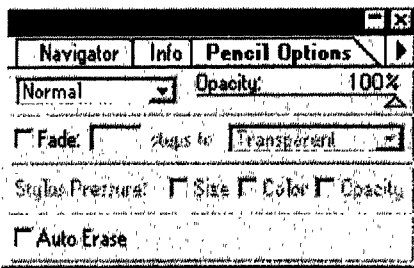 Navigator Info Pencil Options
Normal Opacity: 100%
Fade: steps to Transparent
Stylus Pressure: Size Color Opacity
Auto Erase